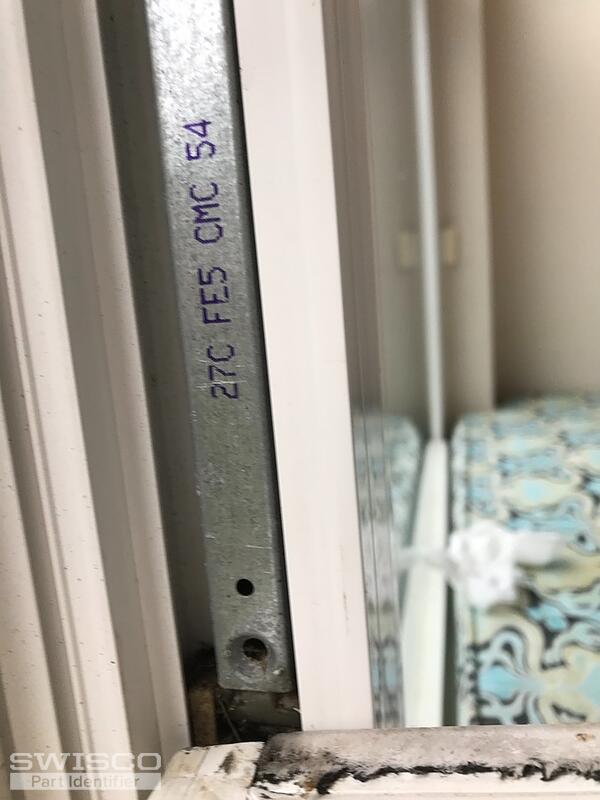 27C FE5 CMC 54
SWISCO
Part Identifier